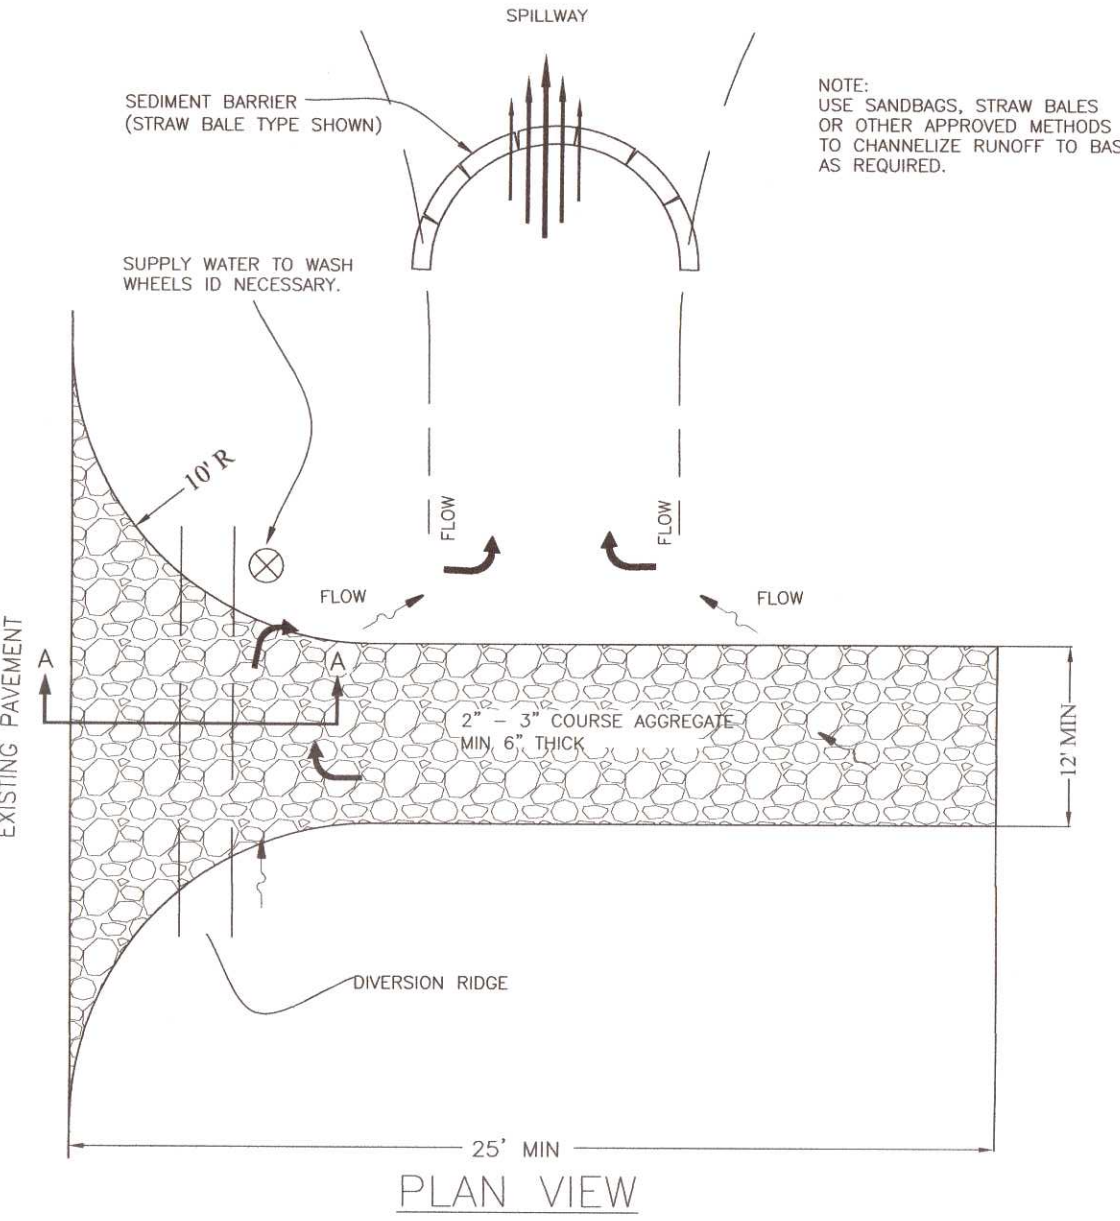 SPILLWAY
SEDIMENT BARRIER
(STRAW BALE TYPE SHOWN)
NOTE:
USE SANDBAGS, STRAW BALES
OR OTHER APPROVED METHODS
TO CHANNELIZE RUNOFF TO BAS
AS REQUIRED.
SUPPLY WATER TO WASH
WHEELS ID NECESSARY.
10' R
FLOW
FLOW
FLOW
FLOW
EXISTING PAVEMENT
A
A
2" – 3" COURSE AGGREGATE
MIN. 6" THICK
12' MIN
DIVERSION RIDGE
25' MIN
PLAN VIEW